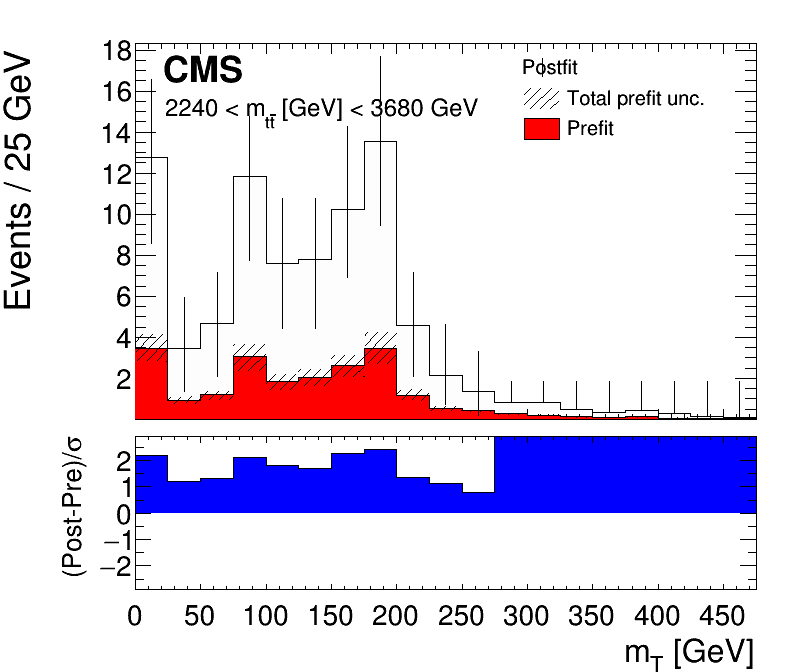 18
16
14
12
10
8
6
4
2
Events / 25 GeV
CMS
2240 < m_tt̄ [GeV] < 3680 GeV
Postfit
Total prefit unc.
Prefit
(Post-Pre)/σ
2
1
0
−1
−2
0 50 100 150 200 250 300 350 400 450
m_T [GeV]